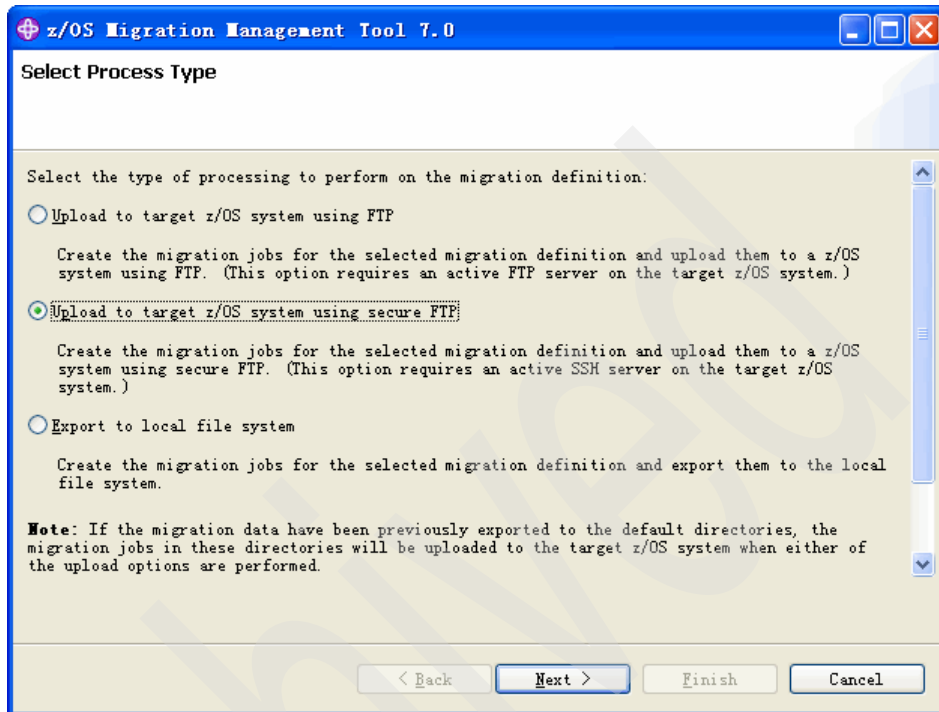 z/OS Migration Management Tool 7.0
Select Process Type
Select the type of processing to perform on the migration definition:
Upload to target z/OS system using FTP
Create the migration jobs for the selected migration definition and upload them to a z/OS
system using FTP. (This option requires an active FTP server on the target z/OS system.)
Upload to target z/OS system using secure FTP
Create the migration jobs for the selected migration definition and upload them to a z/OS
system using secure FTP. (This option requires an active SSH server on the target z/OS
system.)
Export to local file system
Create the migration jobs for the selected migration definition and export them to the local
file system.
Note: If the migration data have been previously exported to the default directories, the
migration jobs in these directories will be uploaded to the target z/OS system when either of
the upload options are performed.
< Back Next > Finish Cancel